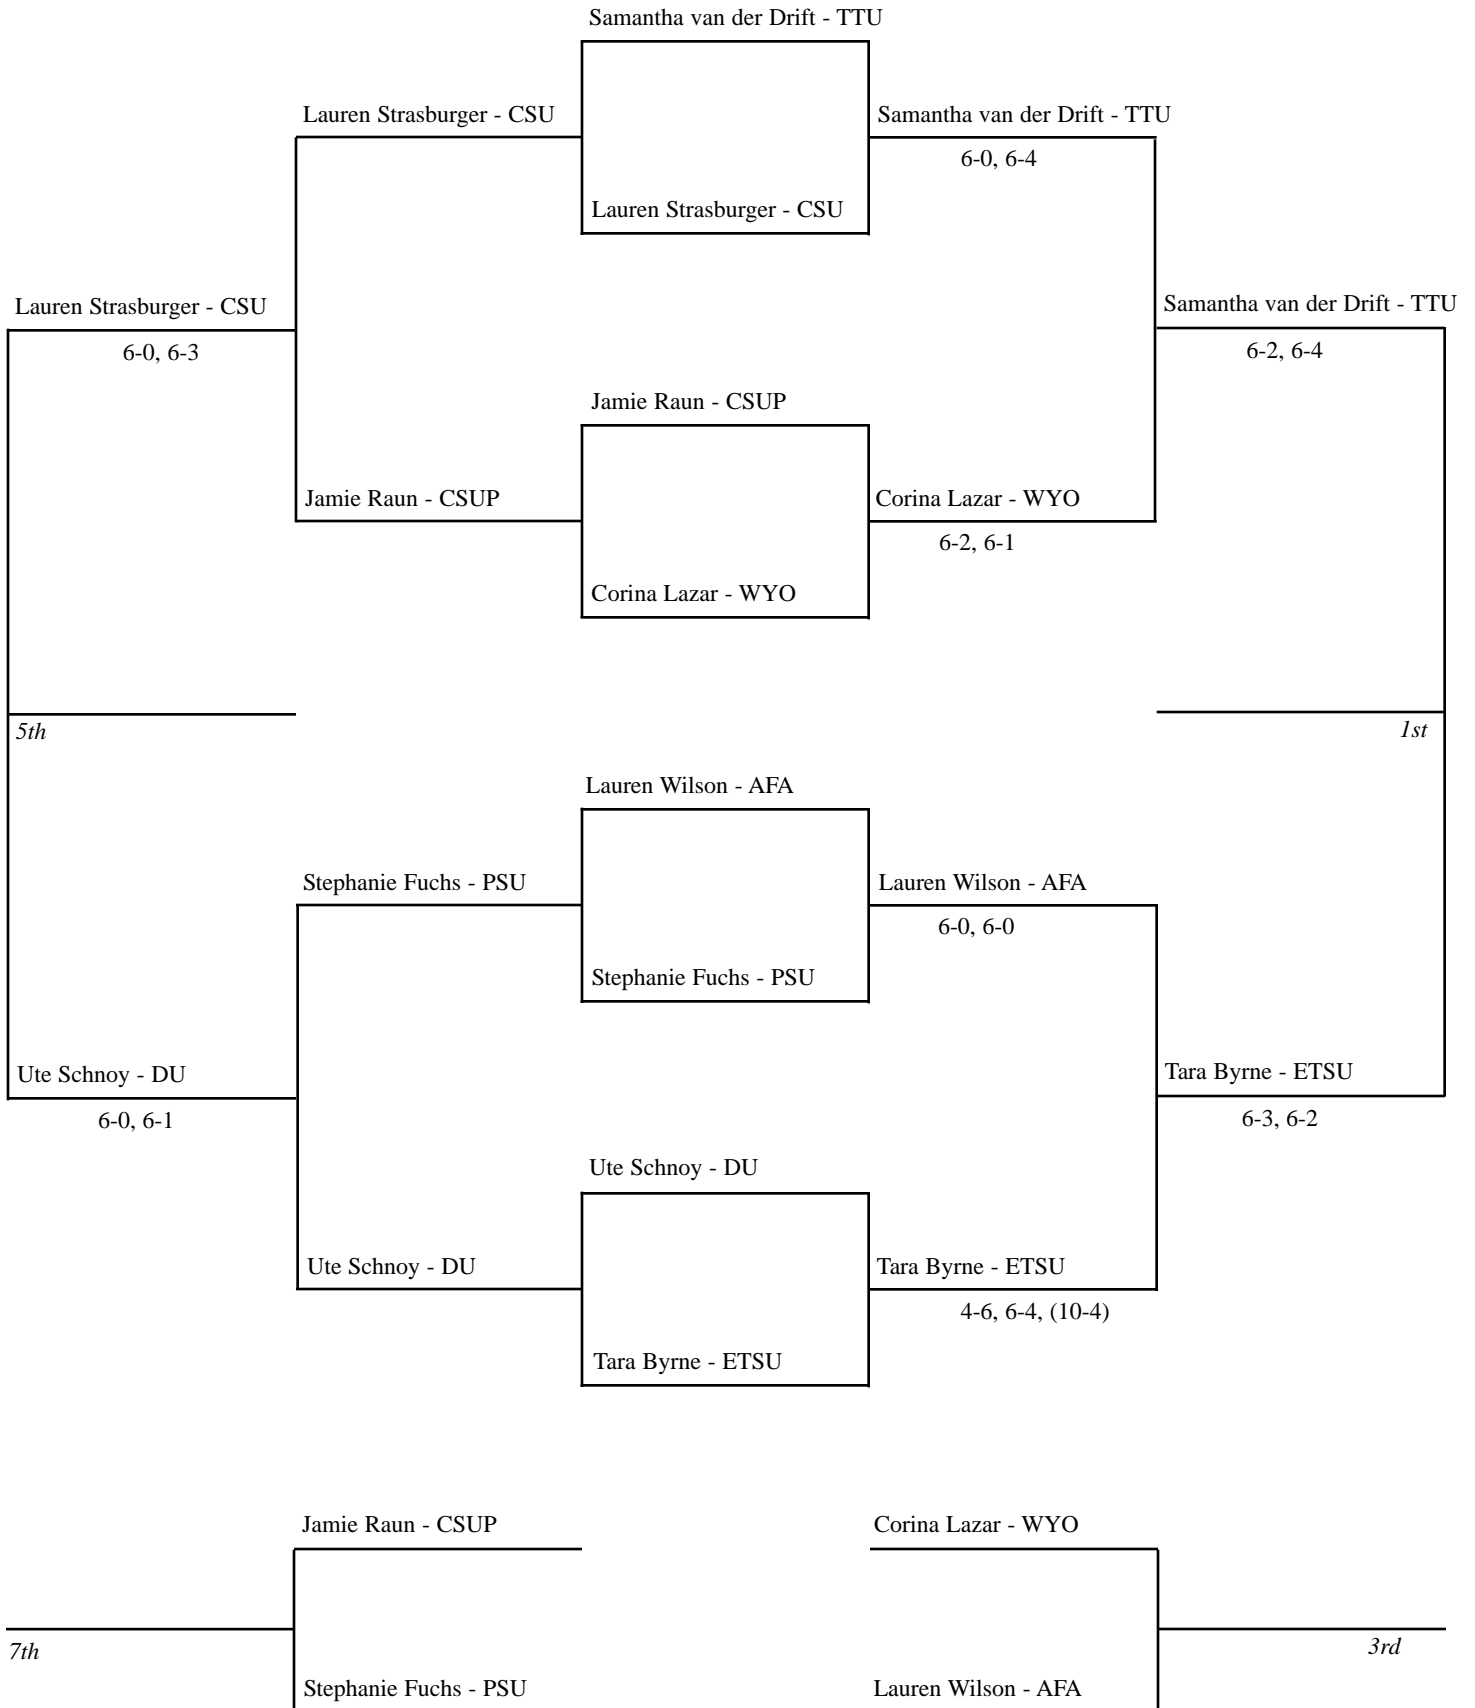 Samantha van der Drift - TTU
Lauren Strasburger - CSU
Samantha van der Drift - TTU
6-0, 6-4
Lauren Strasburger - CSU
Lauren Strasburger - CSU
6-0, 6-3
Samantha van der Drift - TTU
6-2, 6-4
Jamie Raun - CSUP
Jamie Raun - CSUP
Corina Lazar - WYO
6-2, 6-1
Corina Lazar - WYO
5th
1st
Lauren Wilson - AFA
Stephanie Fuchs - PSU
Lauren Wilson - AFA
6-0, 6-0
Stephanie Fuchs - PSU
Ute Schnoy - DU
6-0, 6-1
Tara Byrne - ETSU
6-3, 6-2
Ute Schnoy - DU
Ute Schnoy - DU
Tara Byrne - ETSU
4-6, 6-4, (10-4)
Tara Byrne - ETSU
Jamie Raun - CSUP
Corina Lazar - WYO
7th
3rd
Stephanie Fuchs - PSU
Lauren Wilson - AFA